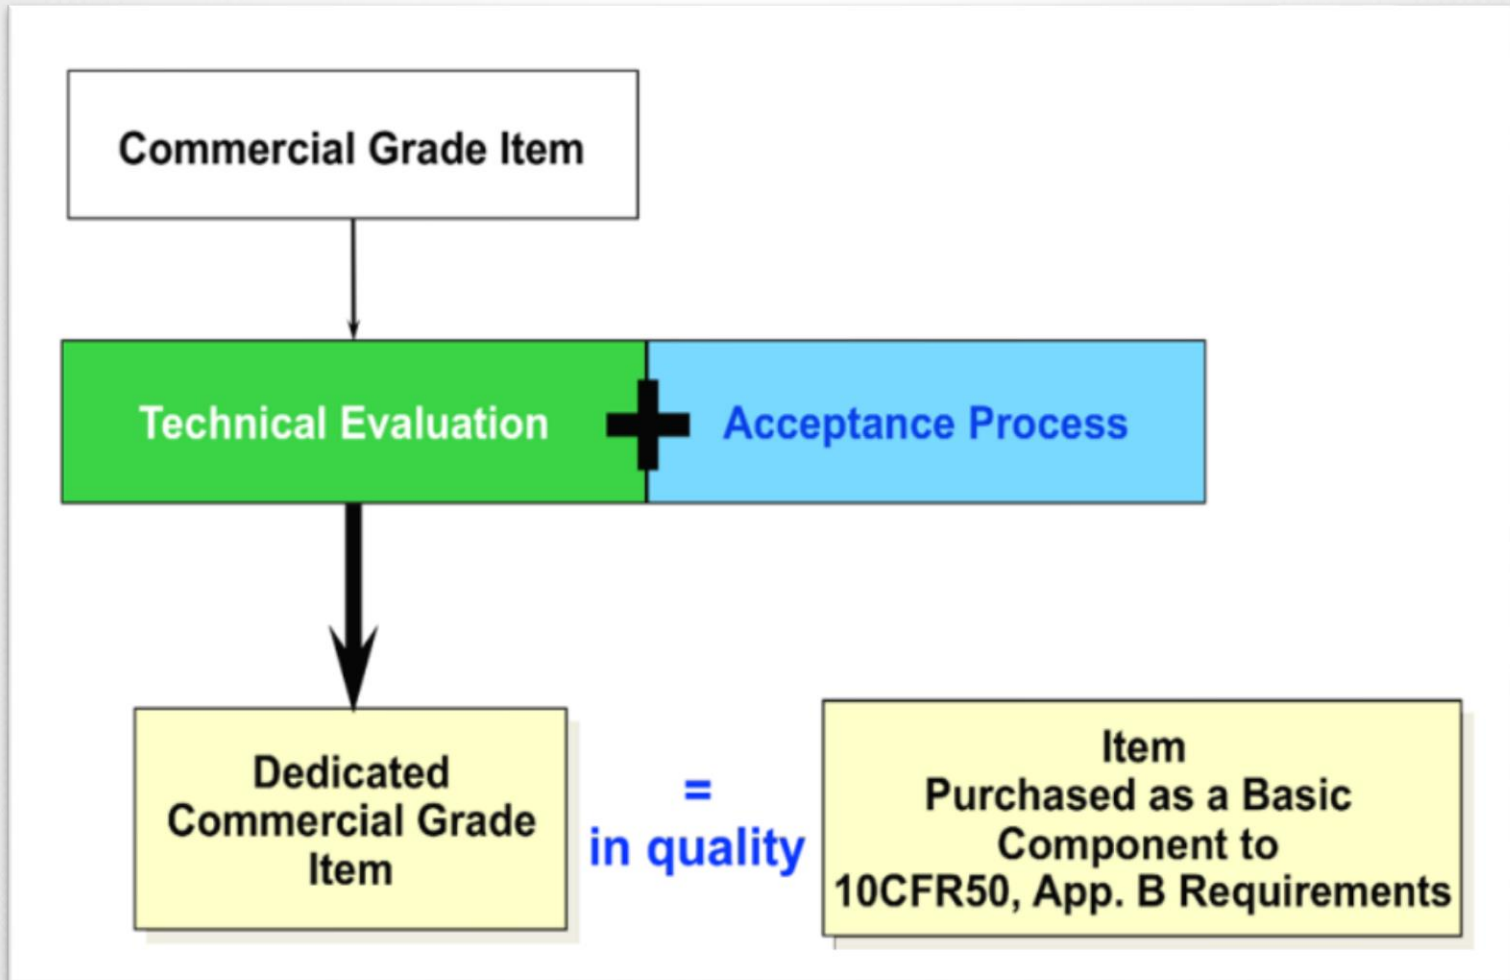 Commercial Grade Item
Technical Evaluation
+
Acceptance Process
Dedicated
Commercial Grade
Item
=
in quality
Item
Purchased as a Basic
Component to
10CFR50, App. B Requirements